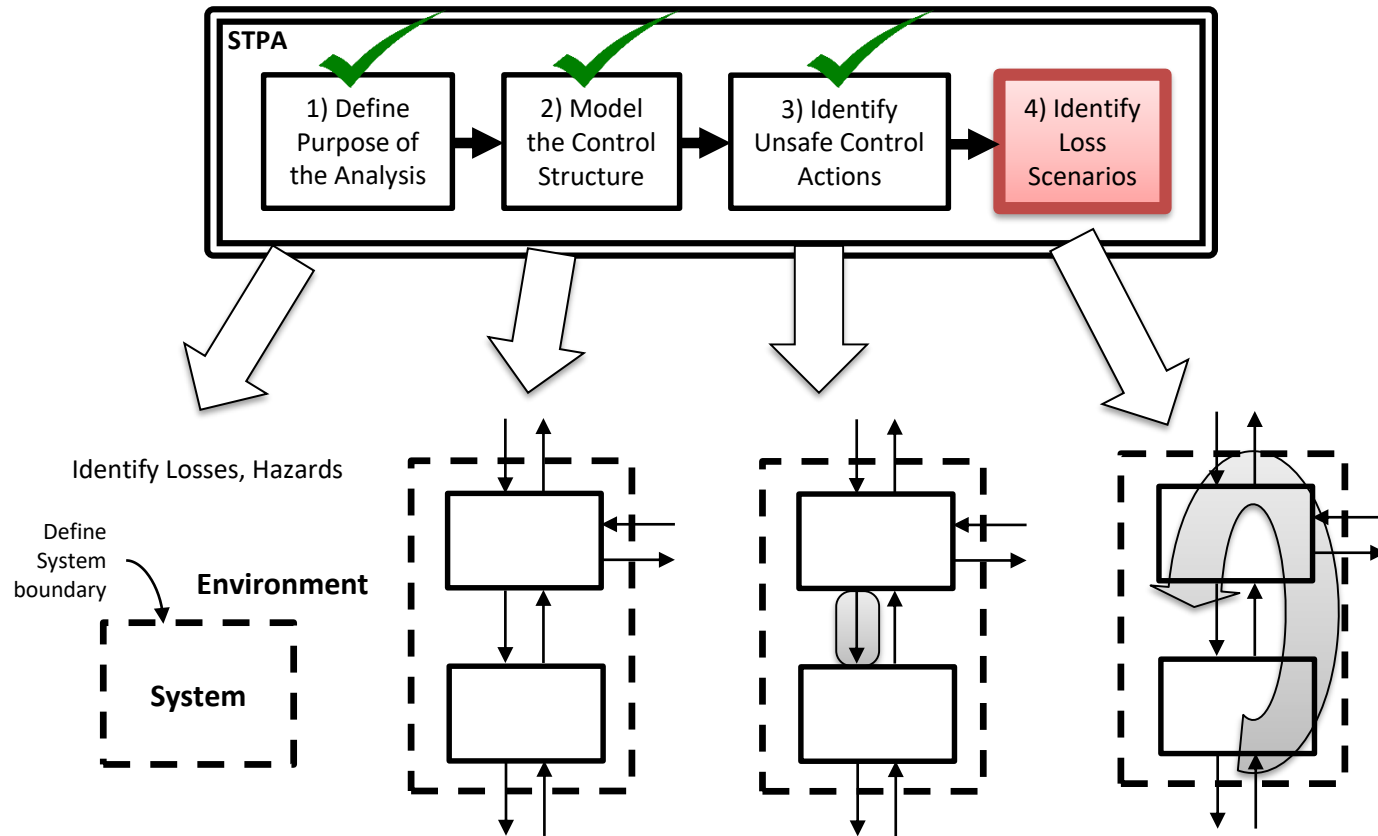 STPA
1) Define
Purpose of
the Analysis
2) Model
the Control
Structure
3) Identify
Unsafe Control
Actions
4) Identify
Loss
Scenarios
Identify Losses, Hazards
Define
System
boundary
Environment
System